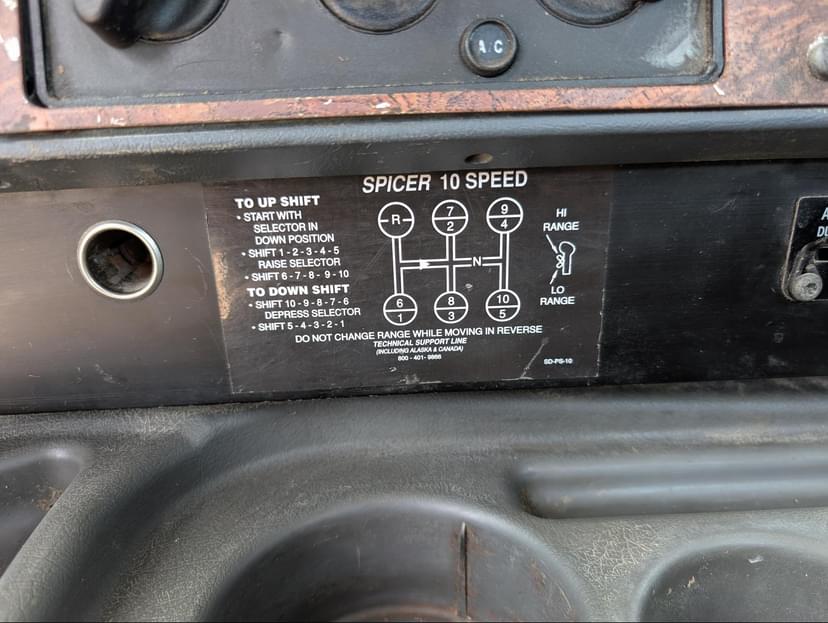 A/C
SPICER 10 SPEED
TO UP SHIFT
• START WITH
SELECTOR IN
DOWN POSITION
• SHIFT 1 - 2 - 3 - 4 - 5
RAISE SELECTOR
• SHIFT 6 - 7 - 8 - 9 - 10
TO DOWN SHIFT
• SHIFT 10 - 9 - 8 - 7 - 6
DEPRESS SELECTOR
• SHIFT 5 - 4 - 3 - 2 - 1
R 7 9
2 4
N
6 8 10
1 3 5
HI
RANGE
LO
RANGE
DO NOT CHANGE RANGE WHILE MOVING IN REVERSE
TECHNICAL SUPPORT LINE
(INCLUDING ALASKA & CANADA)
800 - 401- 9866
SD-PS-10